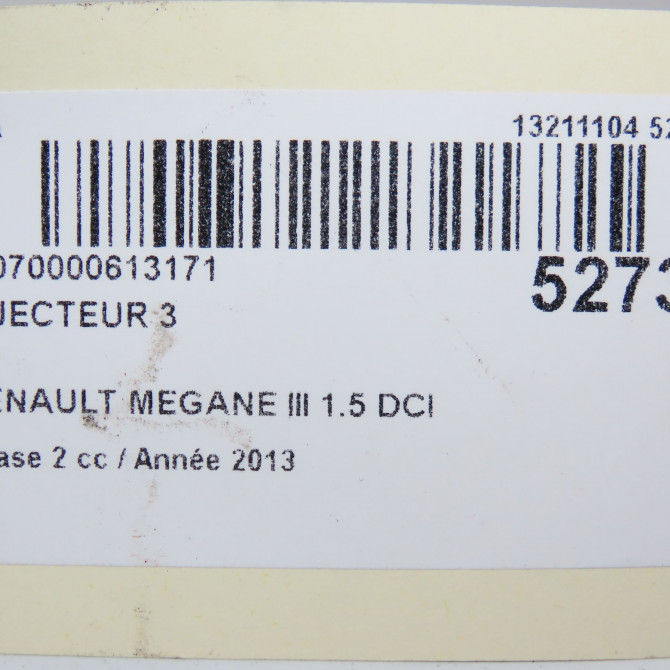 13211104 52
070000613171
5273
JECTEUR 3
ENAULT MEGANE III 1.5 DCI
ase 2 cc / Année 2013